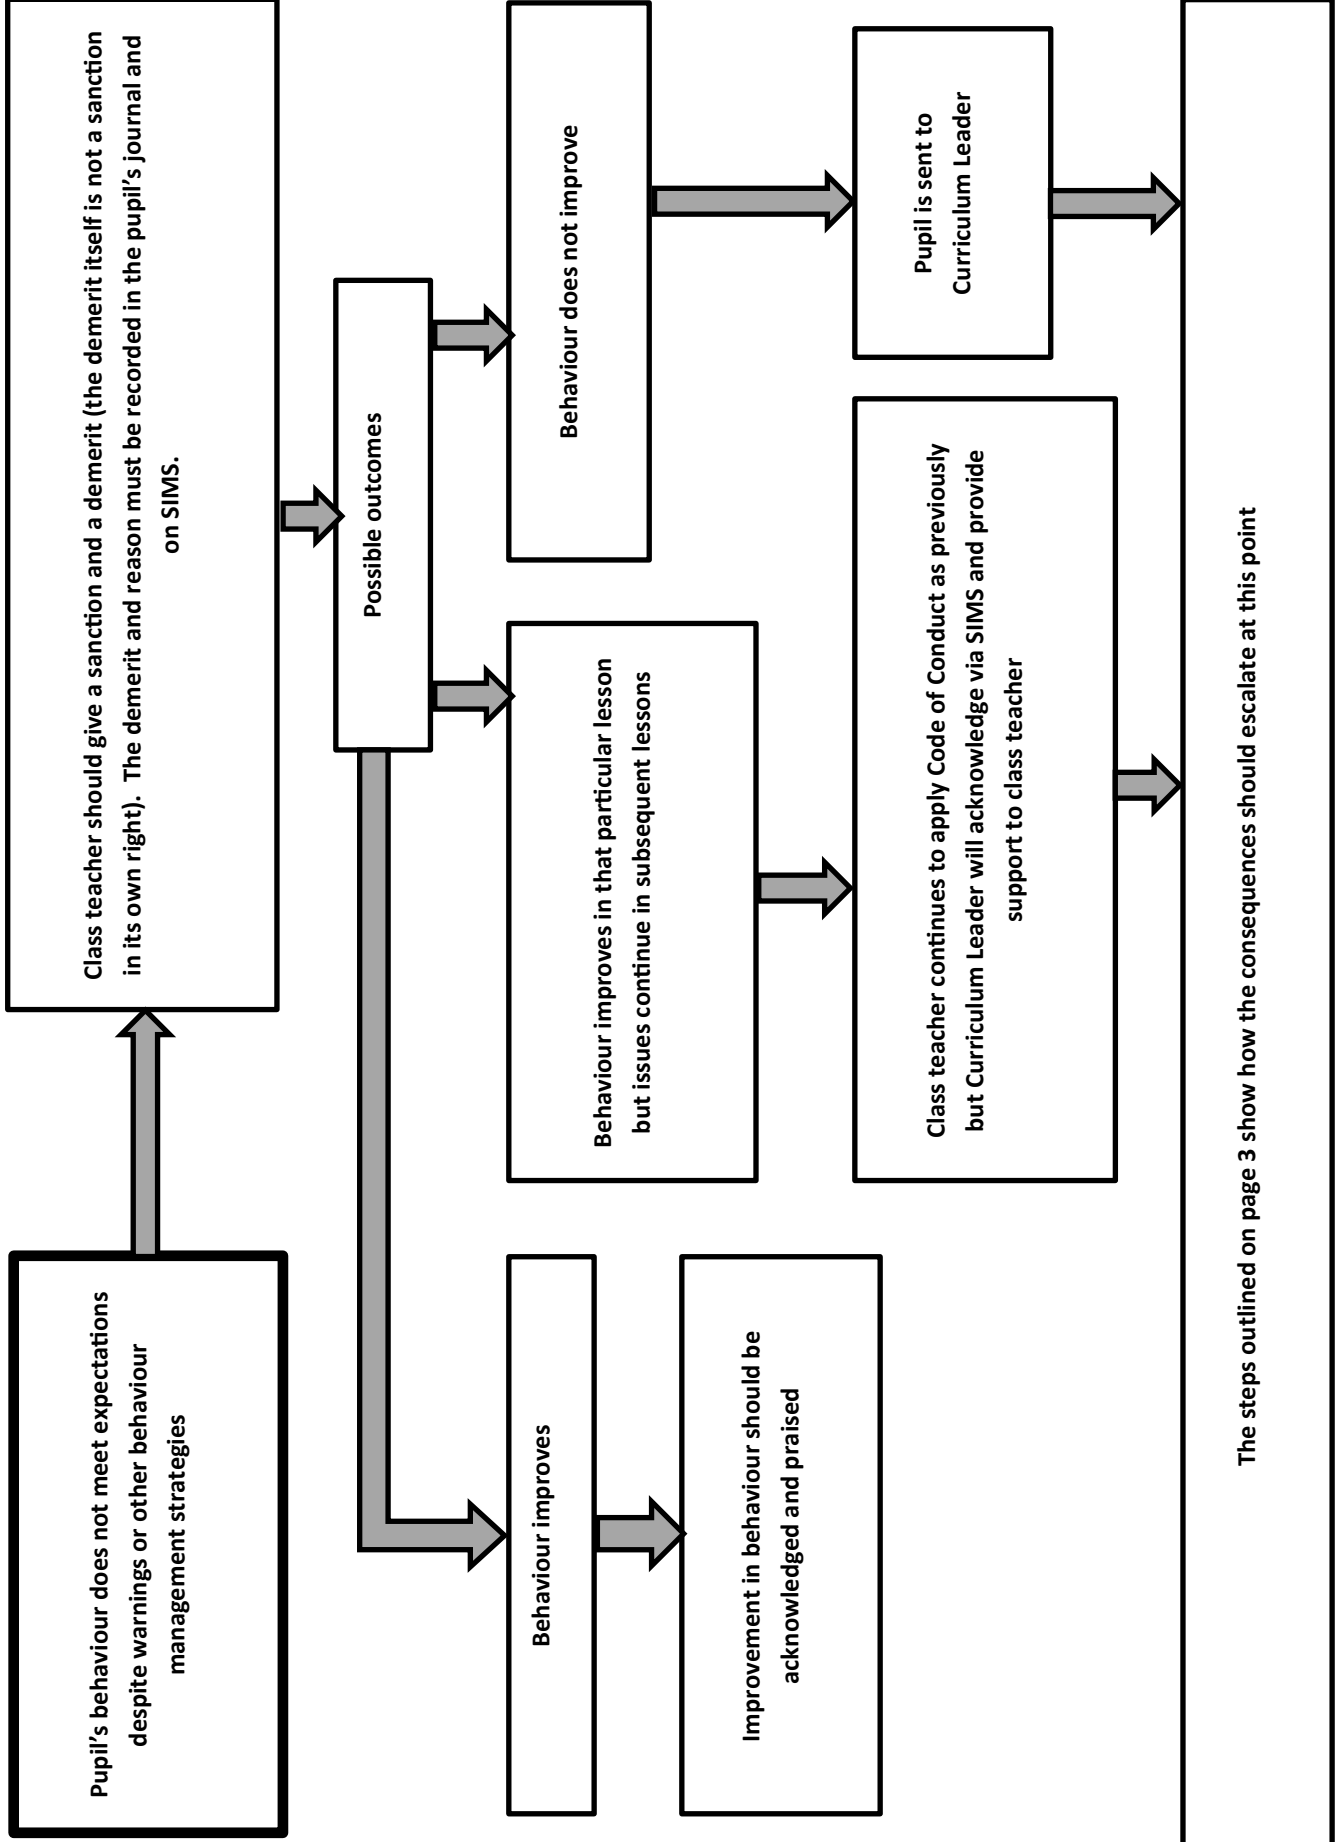 Pupil’s behaviour does not meet expectations
despite warnings or other behaviour
management strategies
Class teacher should give a sanction and a demerit (the demerit itself is not a sanction
in its own right).  The demerit and reason must be recorded in the pupil’s journal and
on SIMS.
Possible outcomes
Behaviour improves
Improvement in behaviour should be
acknowledged and praised
Behaviour improves in that particular lesson
but issues continue in subsequent lessons
Class teacher continues to apply Code of Conduct as previously
but Curriculum Leader will acknowledge via SIMS and provide
support to class teacher
Behaviour does not improve
Pupil is sent to
Curriculum Leader
The steps outlined on page 3 show how the consequences should escalate at this point